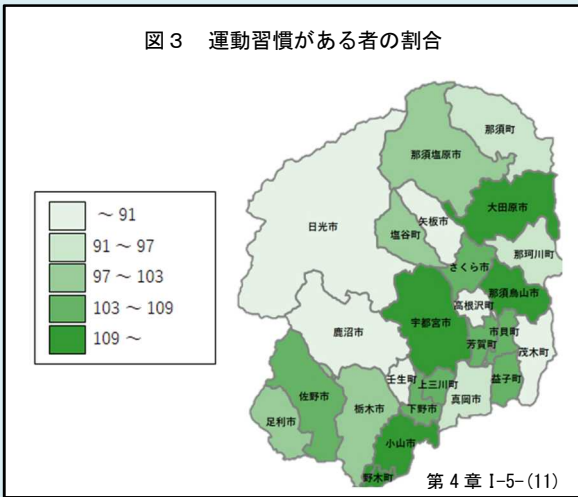 図３　運動習慣がある者の割合
～ 91
91 ～ 97
97 ～ 103
103 ～ 109
109 ～
那須町
那須塩原市
大田原市
矢板市
日光市
塩谷町
那珂川町
さくら市
那須烏山市
高根沢町
宇都宮市
市貝町
芳賀町
茂木町
鹿沼市
壬生町
上三川町
益子町
佐野市
真岡市
栃木市
下野市
足利市
小山市
野木町
第４章 I-5-(11)